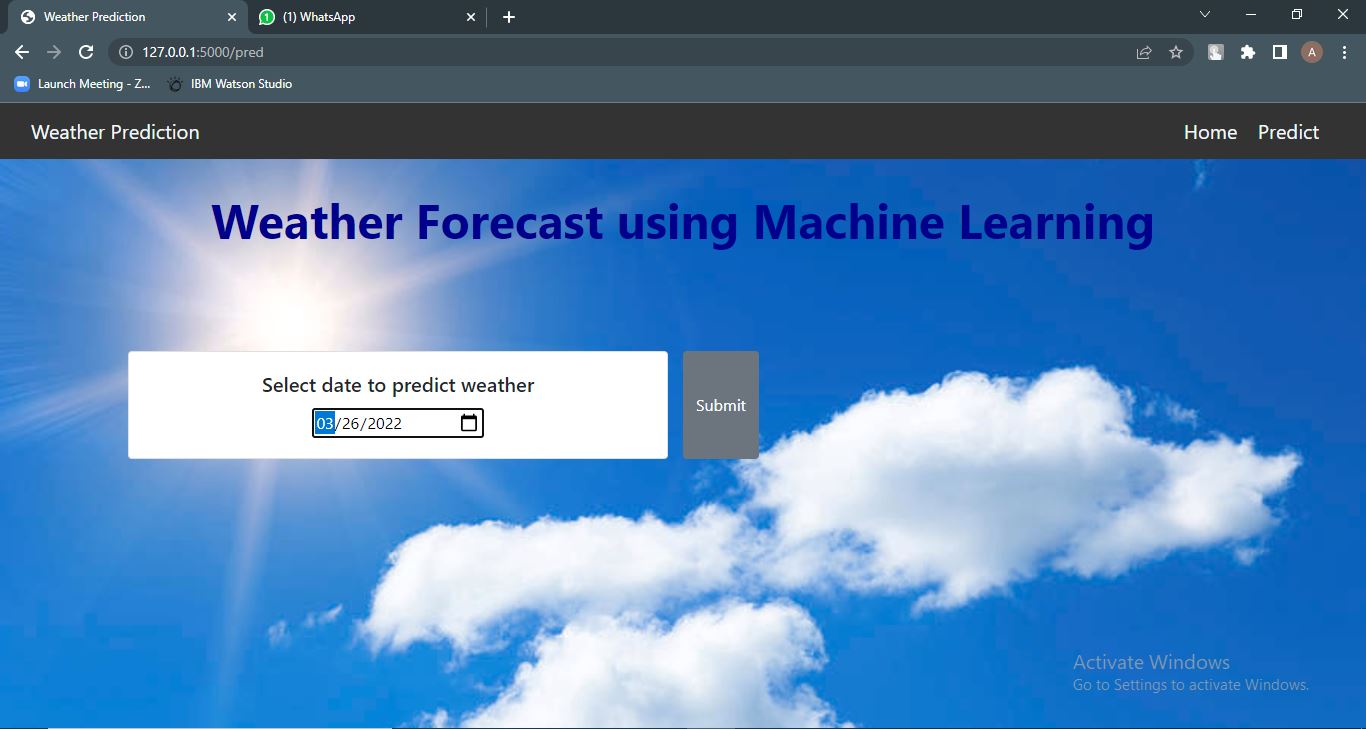 Weather Prediction
(1) WhatsApp
127.0.0.1:5000/pred
A
Launch Meeting - Z...
IBM Watson Studio
Weather Prediction
Home
Predict
Weather Forecast using Machine Learning
Select date to predict weather
03/26/2022
Submit
Activate Windows
Go to Settings to activate Windows.